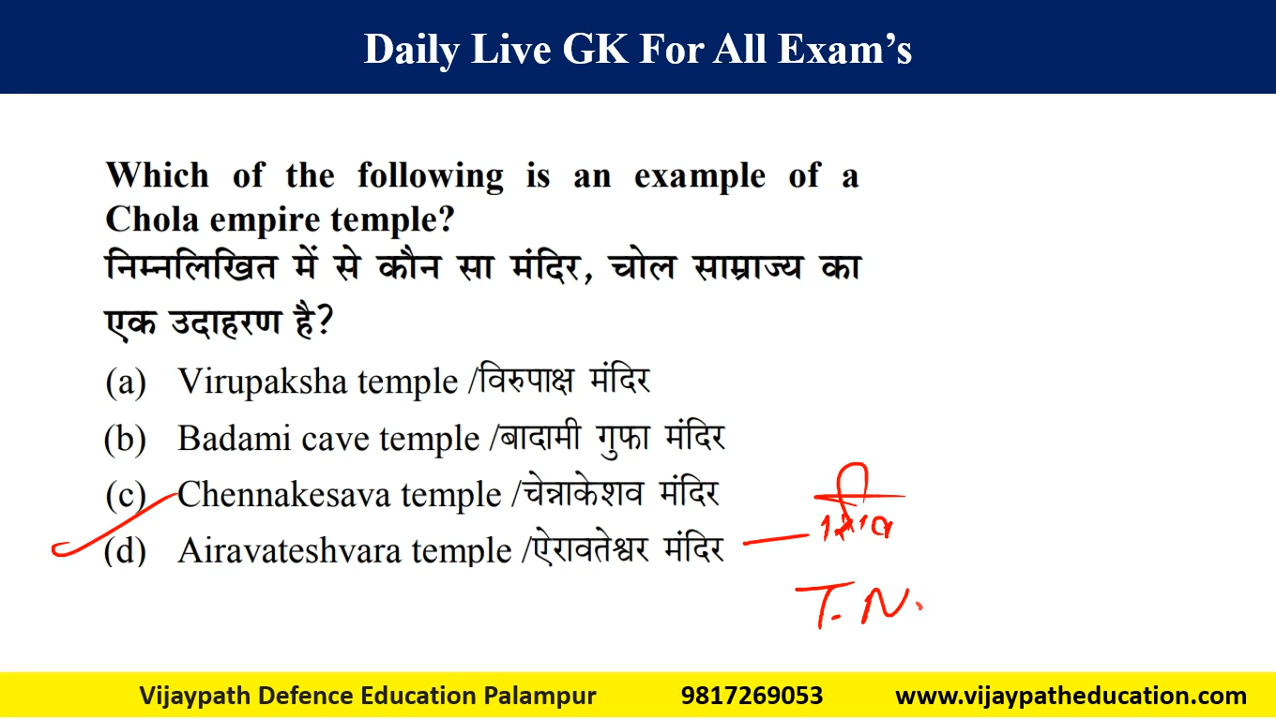 Daily Live GK For All Exam’s
Which of the following is an example of a
Chola empire temple?
निम्नलिखित में से कौन सा मंदिर, चोल साम्राज्य का
एक उदाहरण है?
(a) Virupaksha temple /विरुपाक्ष मंदिर
(b) Badami cave temple /बादामी गुफा मंदिर
(c) Chennakesava temple /चेन्नाकेशव मंदिर
(d) Airavateshvara temple /ऐरावतेश्वर मंदिर
T.N.
Vijaypath Defence Education Palampur 9817269053 www.vijaypatheducation.com